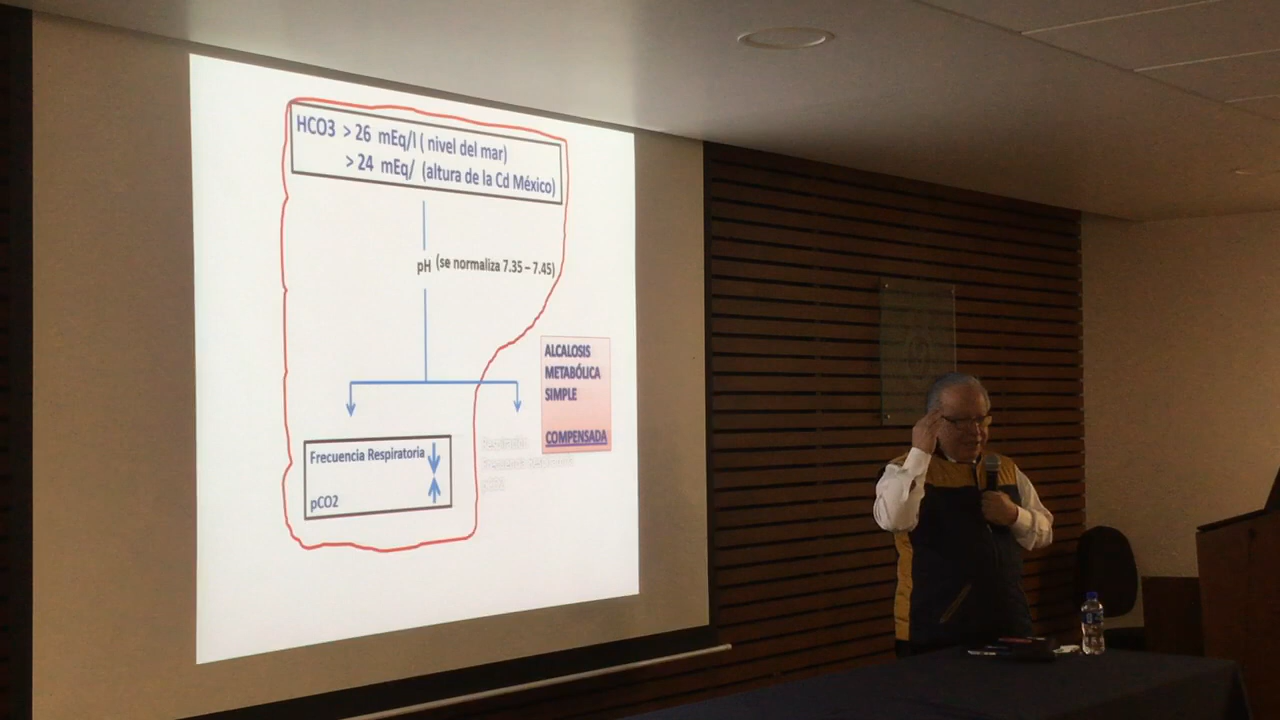 HCO3 > 26 mEq/l ( nivel del mar)
> 24 mEq/ (altura de la Cd México)
pH (se normaliza 7.35 – 7.45)
ALCALOSIS
METABÓLICA
SIMPLE
COMPENSADA
Frecuencia Respiratoria
pCO2